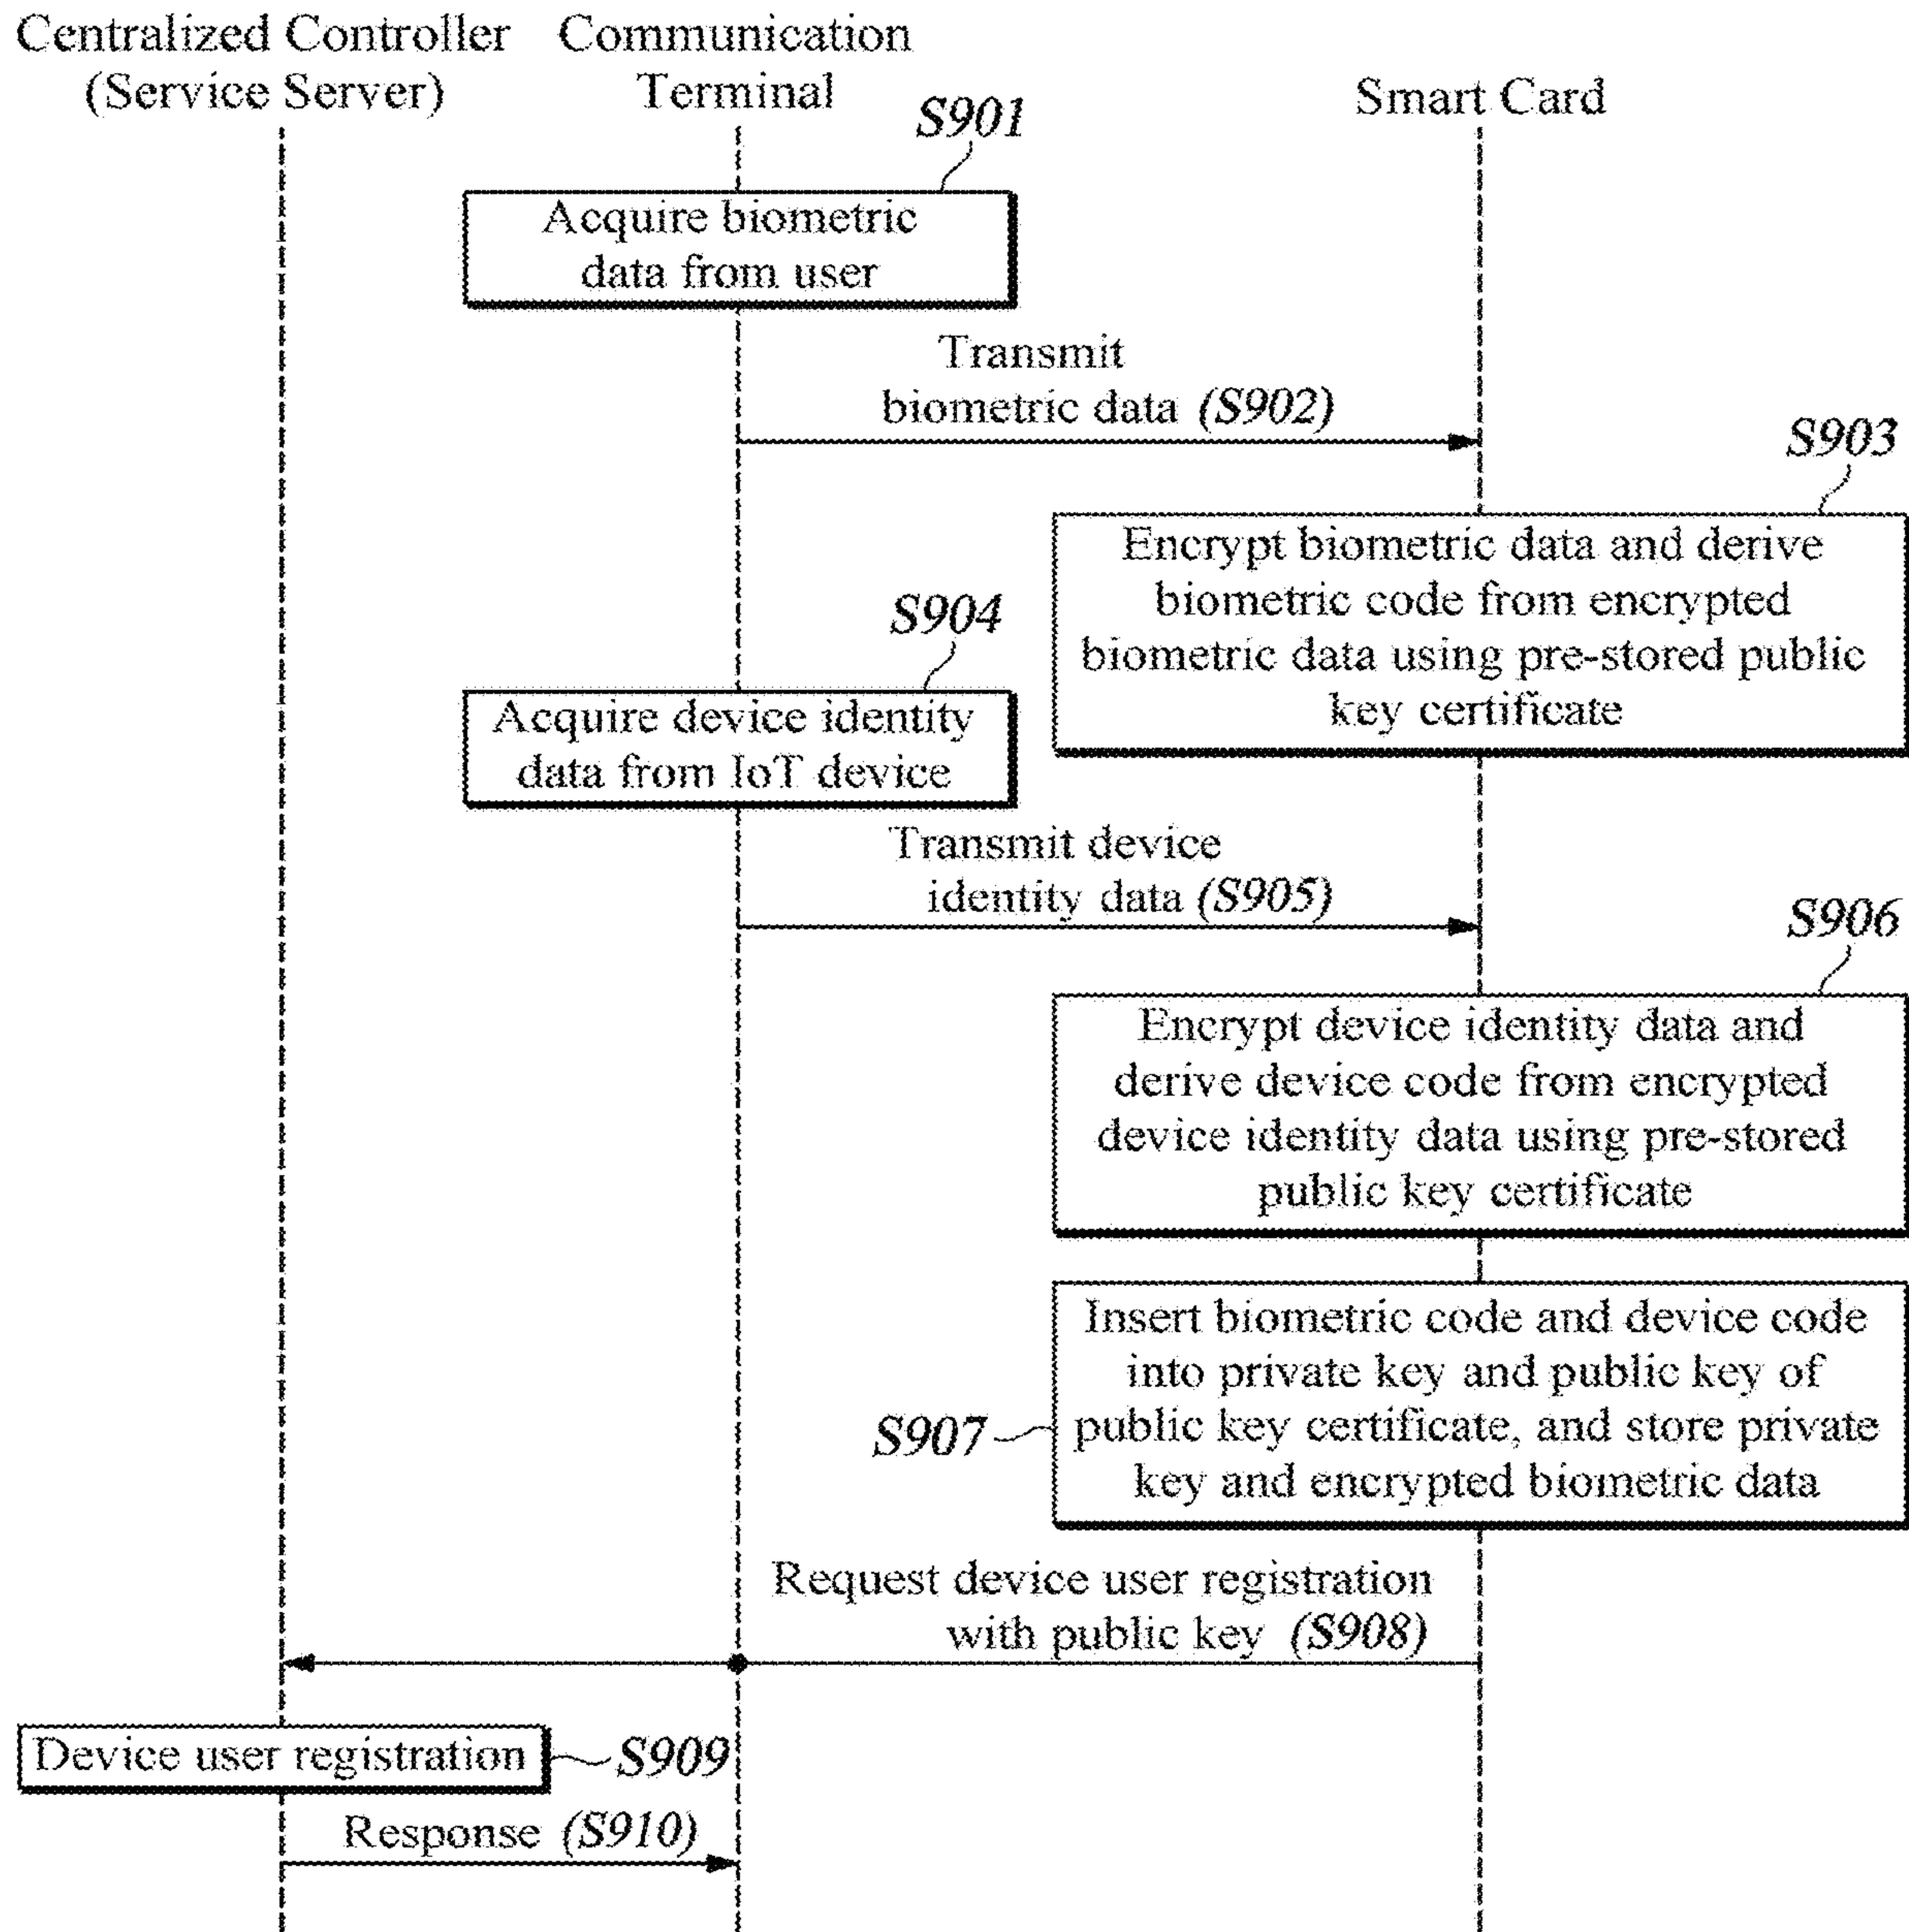 Centralized Controller
(Service Server)
Communication
Terminal
Smart Card
S901
Acquire biometric
data from user
Transmit
biometric data (S902)
S903
Encrypt biometric data and derive
biometric code from encrypted
biometric data using pre-stored public
key certificate
S904
Acquire device identity
data from IoT device
Transmit device
identity data (S905)
S906
Encrypt device identity data and
derive device code from encrypted
device identity data using pre-stored
public key certificate
Insert biometric code and device code
into private key and public key of
public key certificate, and store private
key and encrypted biometric data
S907
Request device user registration
with public key (S908)
Device user registration
S909
Response (S910)